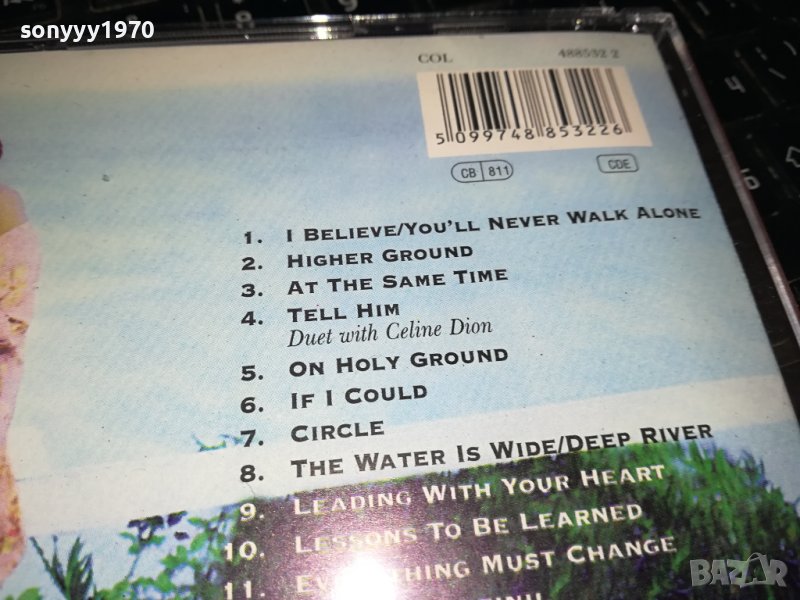 sonyyy1970
COL 488532 2
5 099748 853226
CB 811
CDE
1. I BELIEVE/YOU'LL NEVER WALK ALONE
2. HIGHER GROUND
3. AT THE SAME TIME
4. TELL HIM
Duet with Celine Dion
5. ON HOLY GROUND
6. IF I COULD
7. CIRCLE
8. THE WATER IS WIDE/DEEP RIVER
9. LEADING WITH YOUR HEART
10. LESSONS TO BE LEARNED
11. EVERYTHING MUST CHANGE
BAZAR